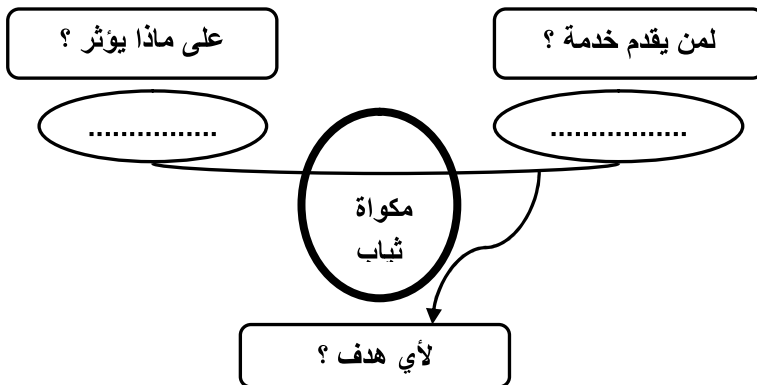 لمن يقدم خدمة ؟
على ماذا يؤثر ؟
.................
................
مكواة
ثياب
لأي هدف ؟